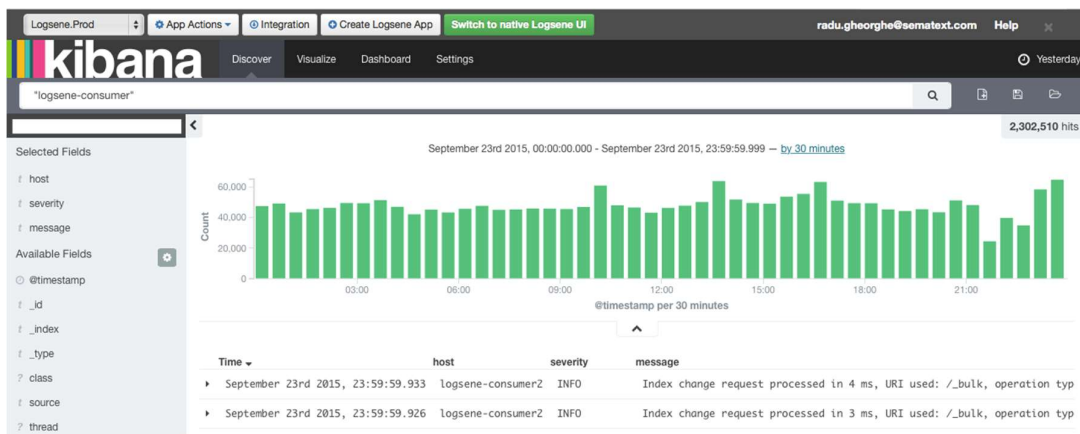 Logsene.Prod App Actions Integration Create Logsene App Switch to native Logsene UI radu.gheorghe@sematext.com Help ×
kibana Discover Visualize Dashboard Settings Yesterday
"logsene-consumer"
2,302,510 hits
Selected Fields
t host
t severity
t message
Available Fields
@timestamp
t _id
t _index
t _type
? class
t source
? thread
September 23rd 2015, 00:00:00.000 - September 23rd 2015, 23:59:59.999 — by 30 minutes
Count
60,000
40,000
20,000
0
03:00 06:00 09:00 12:00 15:00 18:00 21:00
@timestamp per 30 minutes
Time host severity message
September 23rd 2015, 23:59:59.933 logsene-consumer2 INFO Index change request processed in 4 ms, URI used: /_bulk, operation typ
September 23rd 2015, 23:59:59.926 logsene-consumer2 INFO Index change request processed in 3 ms, URI used: /_bulk, operation typ